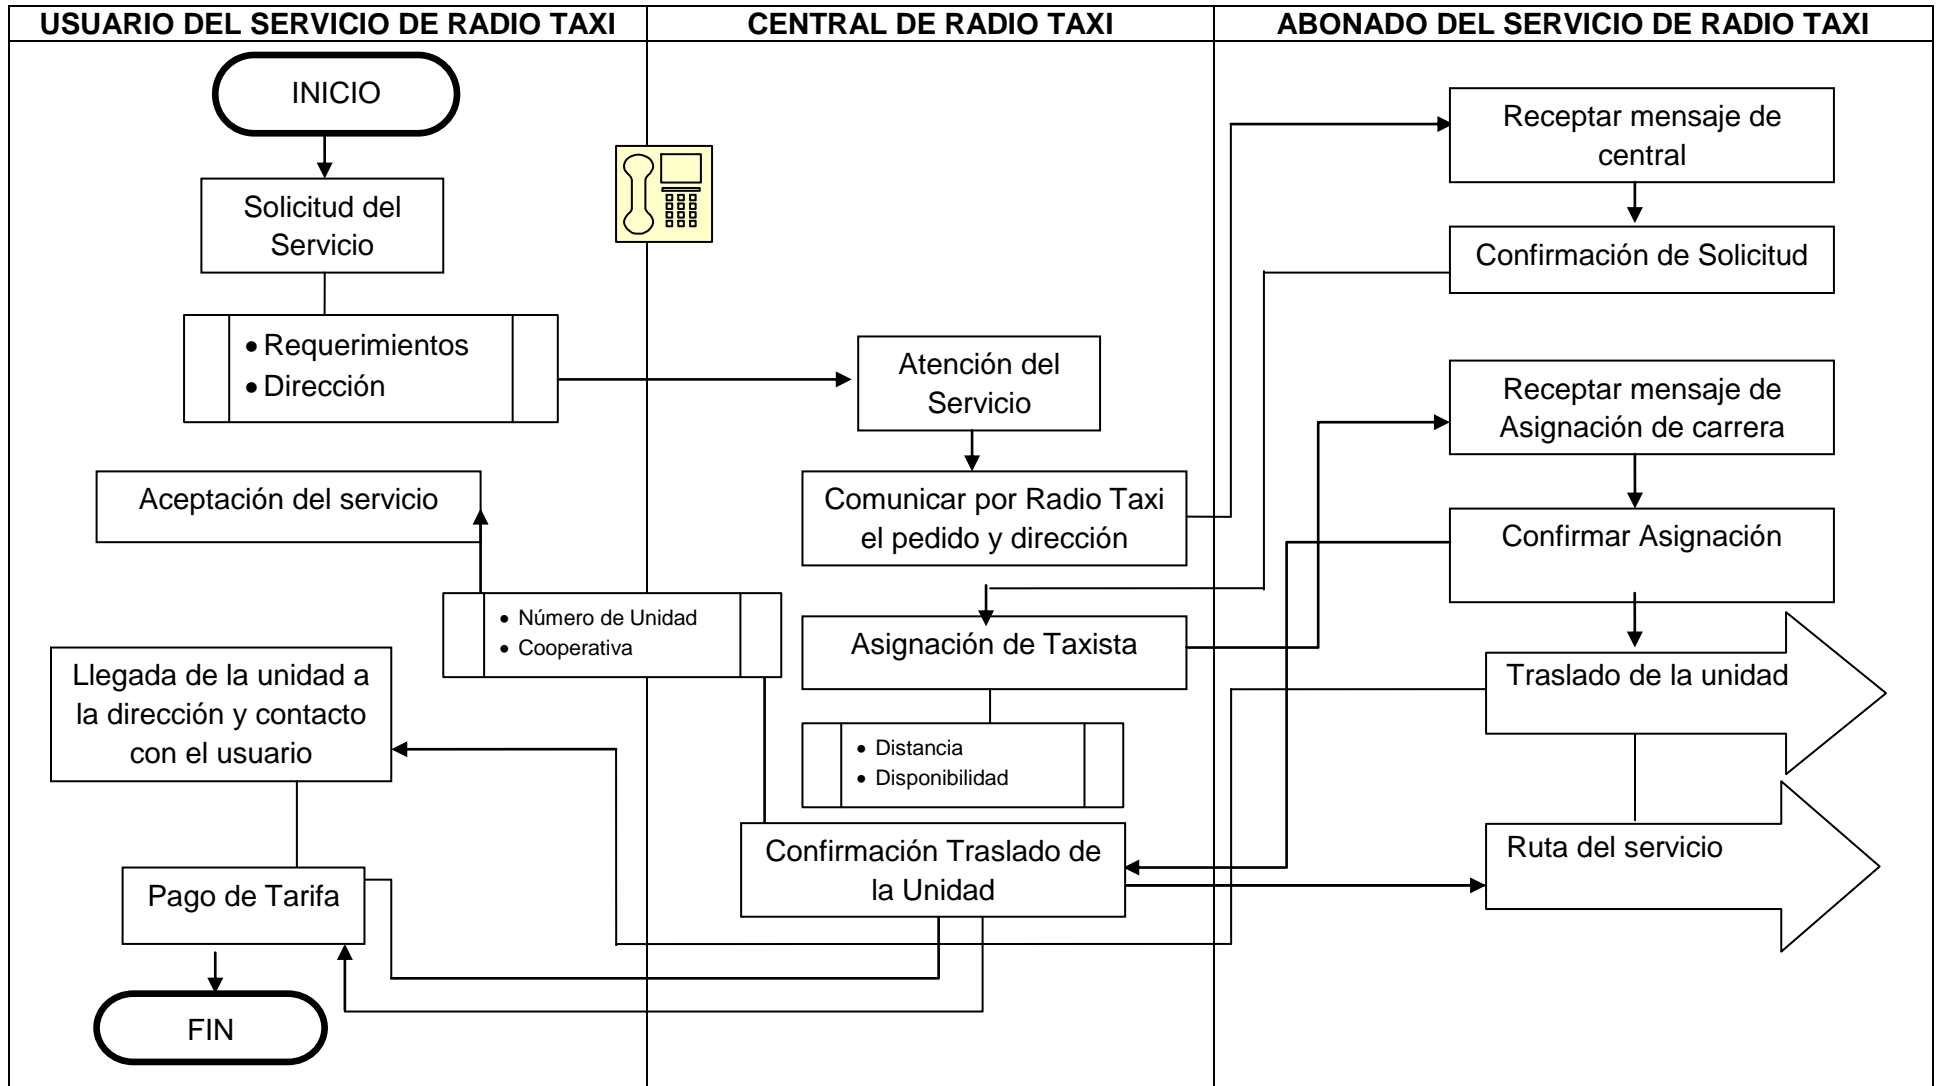 USUARIO DEL SERVICIO DE RADIO TAXI
CENTRAL DE RADIO TAXI
ABONADO DEL SERVICIO DE RADIO TAXI
INICIO
Solicitud del
Servicio
• Requerimientos
• Dirección
Aceptación del servicio
• Número de Unidad
• Cooperativa
Llegada de la unidad a
la dirección y contacto
con el usuario
Pago de Tarifa
FIN
Atención del
Servicio
Comunicar por Radio Taxi
el pedido y dirección
Asignación de Taxista
• Distancia
• Disponibilidad
Confirmación Traslado de
la Unidad
Receptar mensaje de
central
Confirmación de Solicitud
Receptar mensaje de
Asignación de carrera
Confirmar Asignación
Traslado de la unidad
Ruta del servicio